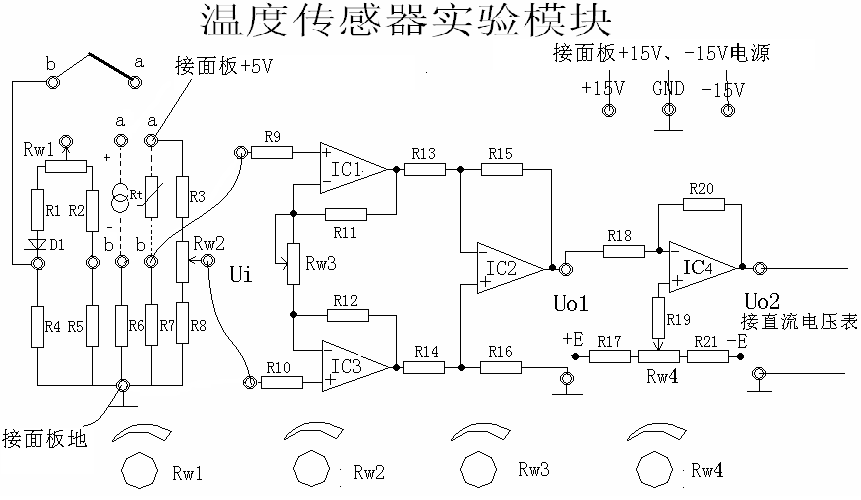 温度传感器实验模块
接面板+15V、-15V电源
b a 接面板+5V
+15V GND -15V
a a
Rw1 R9 IC1 R13 R15
+ Rt R3 R20
R1 R2 R11 R18
- D1 b b Rw2
Ui Rw3 IC2 IC4
R4 R5 R6 R7 R8 R12 Uo1 R19 Uo2
接直流电压表
+E R17 R21 -E
R10 IC3 R14 R16 Rw4
接面板地
Rw1 Rw2 Rw3 Rw4